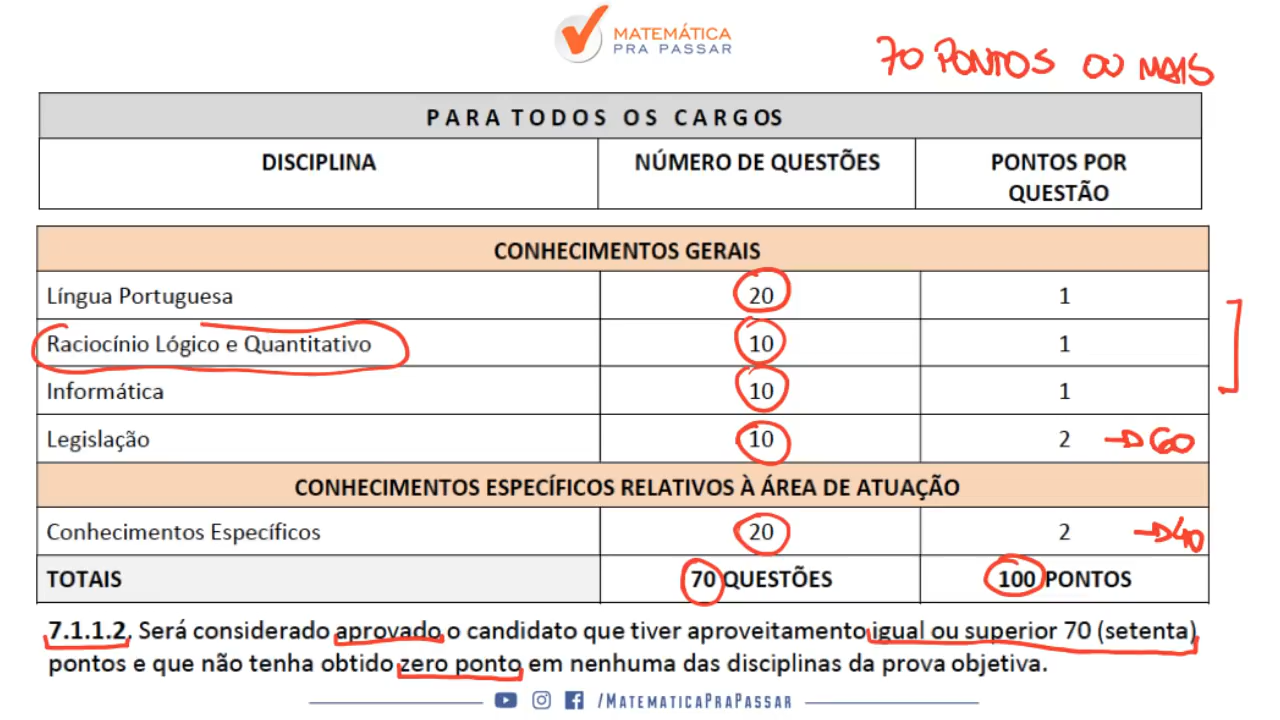 MATEMÁTICA
PRA PASSAR
70 PONTOS OU MAIS
PARA TODOS OS CARGOS
DISCIPLINA NÚMERO DE QUESTÕES PONTOS POR QUESTÃO
CONHECIMENTOS GERAIS
Língua Portuguesa 20 1
Raciocínio Lógico e Quantitativo 10 1
Informática 10 1
Legislação 10 2 → 60
CONHECIMENTOS ESPECÍFICOS RELATIVOS À ÁREA DE ATUAÇÃO
Conhecimentos Específicos 20 2 → 40
TOTAIS 70 QUESTÕES 100 PONTOS
7.1.1.2. Será considerado aprovado o candidato que tiver aproveitamento igual ou superior 70 (setenta)
pontos e que não tenha obtido zero ponto em nenhuma das disciplinas da prova objetiva.
/MATEMATICAPRAPASSAR